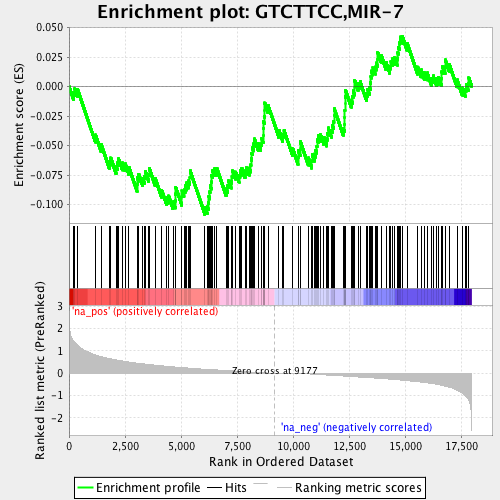 Enrichment plot: GTCTTCC,MIR-7
Enrichment score (ES)
0.050
0.025
0.000
-0.025
-0.050
-0.075
-0.100
'na_pos' (positively correlated)
Ranked list metric (PreRanked)
3
2
1
0
-1
-2
Zero cross at 9177
'na_neg' (negatively correlated)
0
2,500
5,000
7,500
10,000
12,500
15,000
17,500
Rank in Ordered Dataset
Enrichment profile
Hits
Ranking metric scores